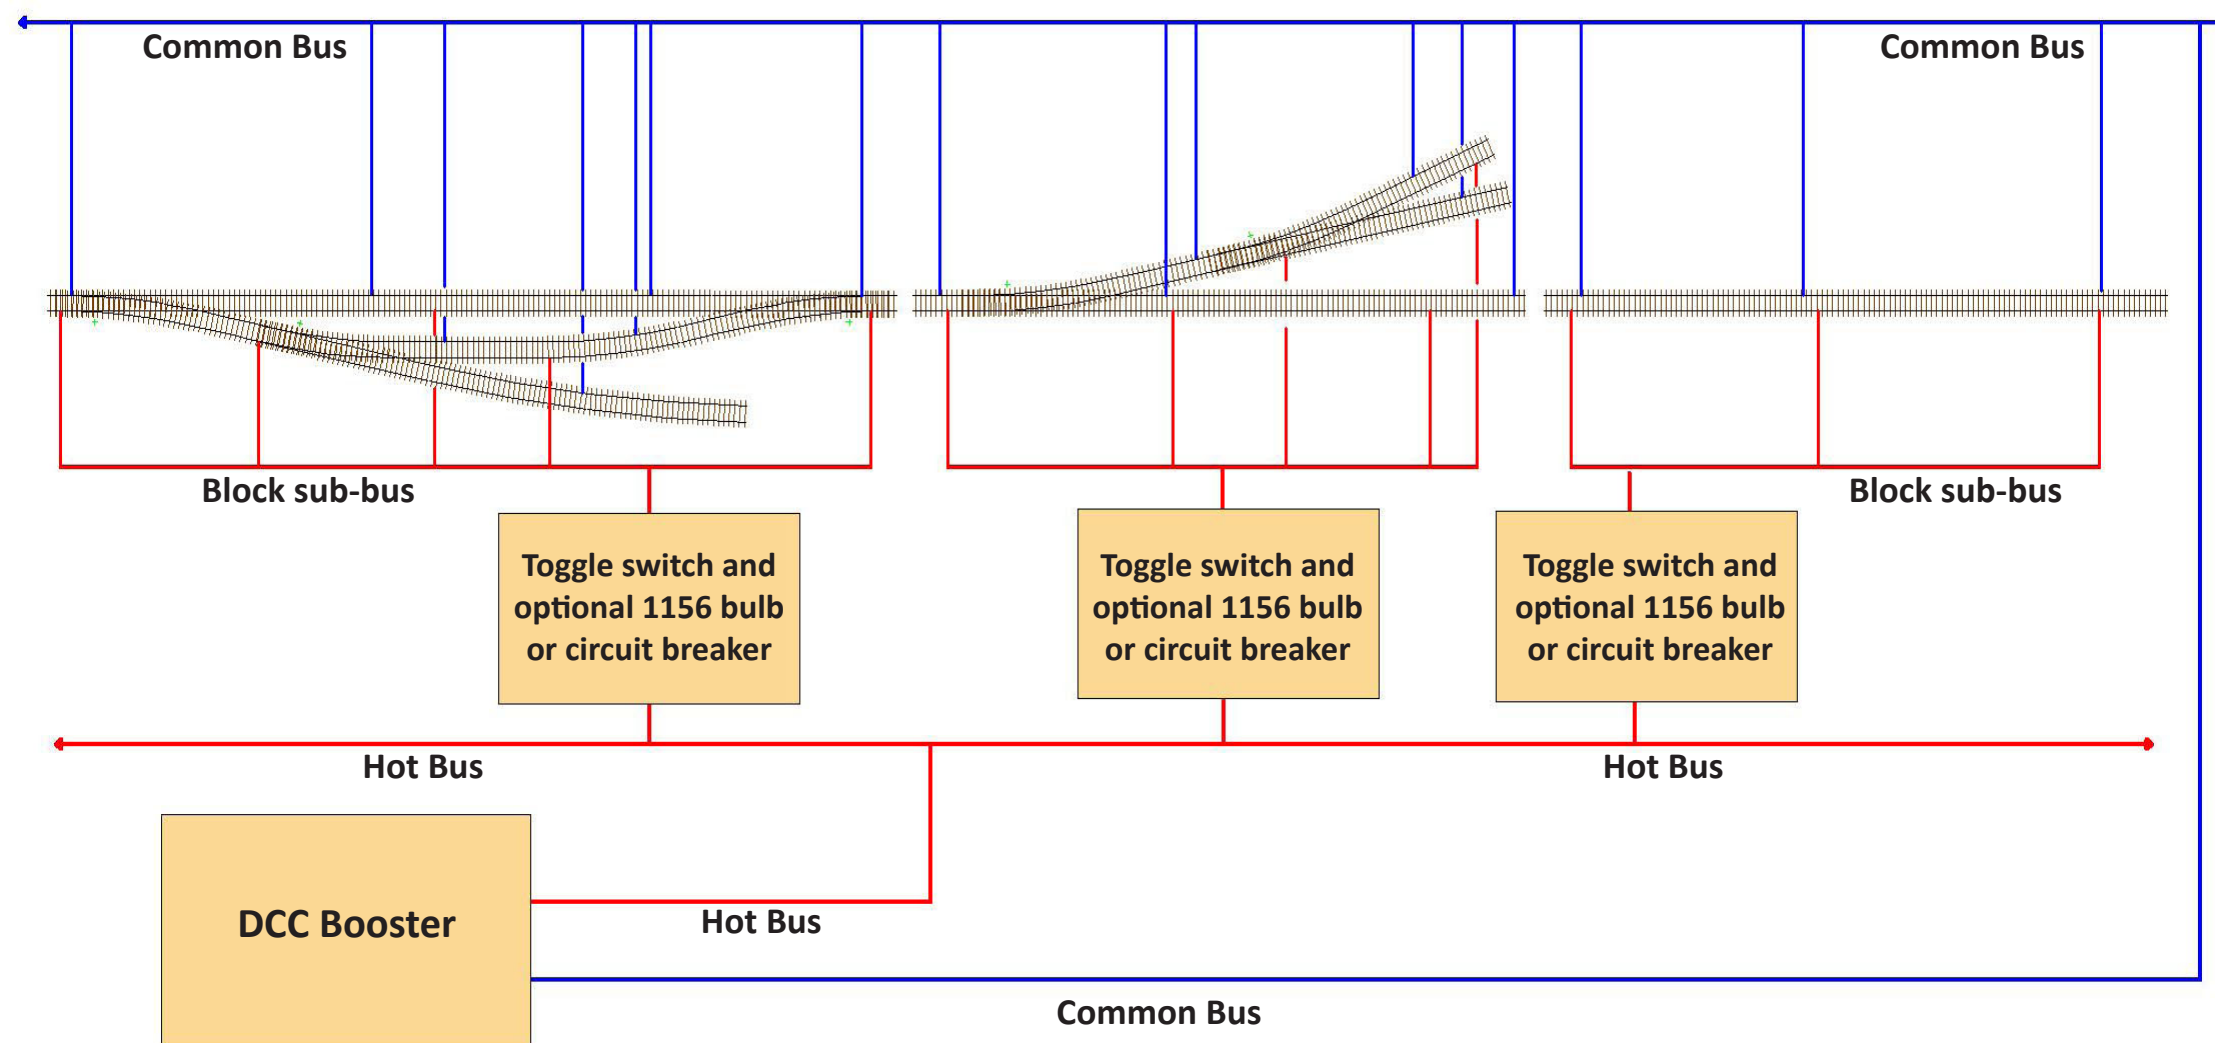 Common Bus
Common Bus
Block sub-bus
Block sub-bus
Toggle switch and
optional 1156 bulb
or circuit breaker
Toggle switch and
optional 1156 bulb
or circuit breaker
Toggle switch and
optional 1156 bulb
or circuit breaker
Hot Bus
Hot Bus
DCC Booster
Hot Bus
Common Bus